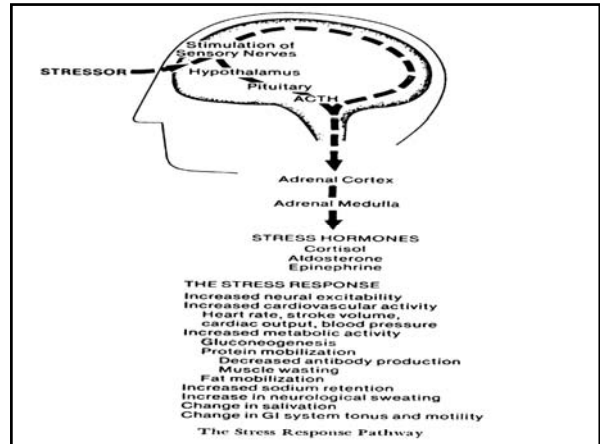 Stimulation of
Sensory Nerves
STRESSOR
Hypothalamus
Pituitary
ACTH
Adrenal Cortex
Adrenal Medulla
STRESS HORMONES
Cortisol
Aldosterone
Epinephrine
THE STRESS RESPONSE
Increased neural excitability
Increased cardiovascular activity
Heart rate, stroke volume,
cardiac output, blood pressure
Increased metabolic activity
Gluconeogenesis
Protein mobilization
Decreased antibody production
Muscle wasting
Fat mobilization
Increased sodium retention
Increase in neurological sweating
Change in salivation
Change in GI system tonus and motility
The Stress Response Pathway